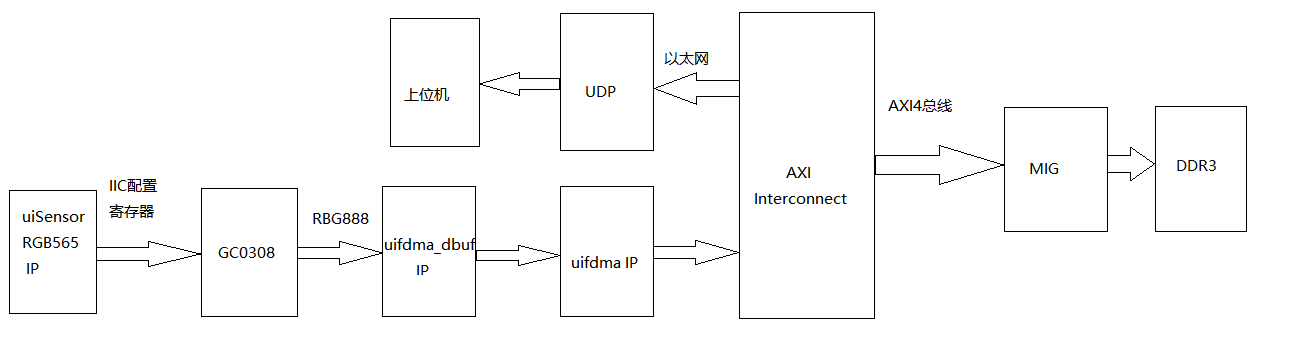 上位机
UDP
以太网
AXI
Interconnect
AXI4总线
MIG
DDR3
uiSensor
RGB565
IP
IIC配置
寄存器
GC0308
RBG888
uifdma_dbuf
IP
uifdma IP